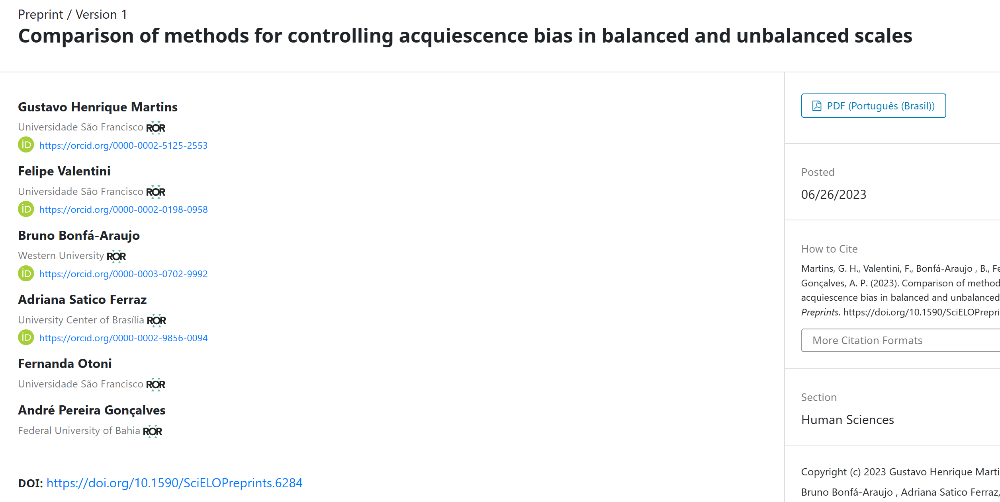 Preprint / Version 1
Comparison of methods for controlling acquiescence bias in balanced and unbalanced scales
Gustavo Henrique Martins
Universidade São Francisco ROR
iD https://orcid.org/0000-0002-5125-2553
Felipe Valentini
Universidade São Francisco ROR
iD https://orcid.org/0000-0002-0198-0958
Bruno Bonfá-Araujo
Western University ROR
iD https://orcid.org/0000-0003-0702-9992
Adriana Satico Ferraz
University Center of Brasília ROR
iD https://orcid.org/0000-0002-9856-0094
Fernanda Otoni
Universidade São Francisco ROR
André Pereira Gonçalves
Federal University of Bahia ROR
DOI: https://doi.org/10.1590/SciELOPreprints.6284
PDF (Português (Brasil))
Posted
06/26/2023
How to Cite
Martins, G. H., Valentini, F., Bonfá-Araujo , B., Fe
Gonçalves, A. P. (2023). Comparison of method
acquiescence bias in balanced and unbalanced
Preprints. https://doi.org/10.1590/SciELOPrepri
More Citation Formats
Section
Human Sciences
Copyright (c) 2023 Gustavo Henrique Marti
Bruno Bonfá-Araujo , Adriana Satico Ferraz,